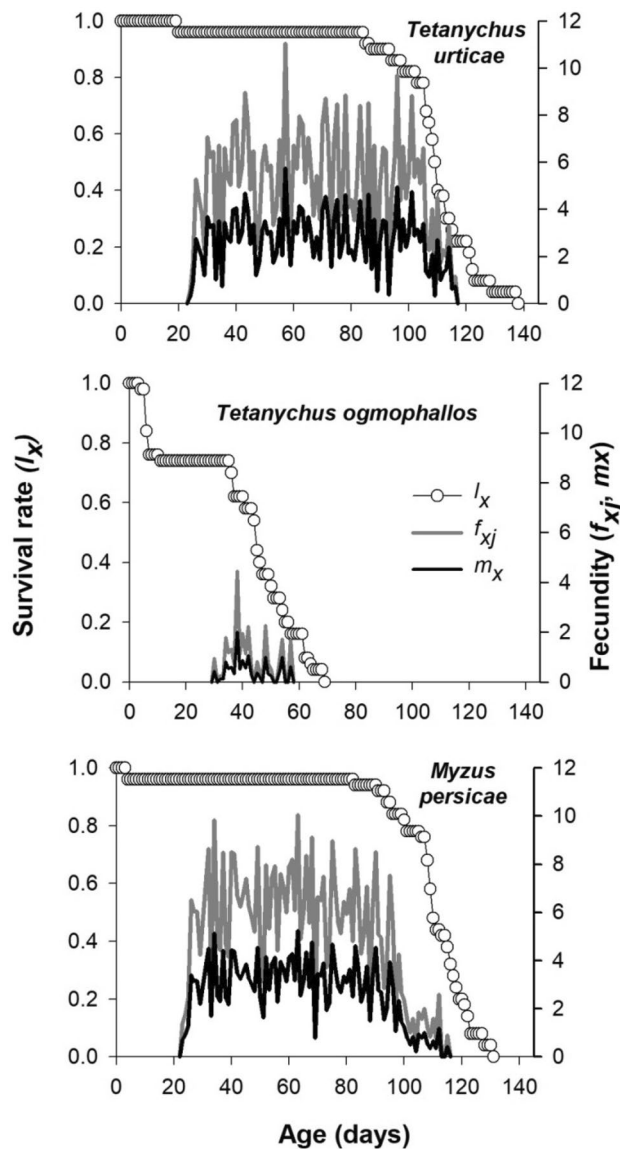 Tetanychus
urticae
1.0 0.8 0.6 0.4 0.2 0.0
12 10 8 6 4 2 0
0 20 40 60 80 100 120 140
Tetanychus ogmophallos
1.0 0.8 0.6 0.4 0.2 0.0
12 10 8 6 4 2 0
lx
fxj
mx
0 20 40 60 80 100 120 140
Survival rate (lx)
Fecundity (fxj, mx)
Myzus
persicae
1.0 0.8 0.6 0.4 0.2 0.0
12 10 8 6 4 2 0
0 20 40 60 80 100 120 140
Age (days)